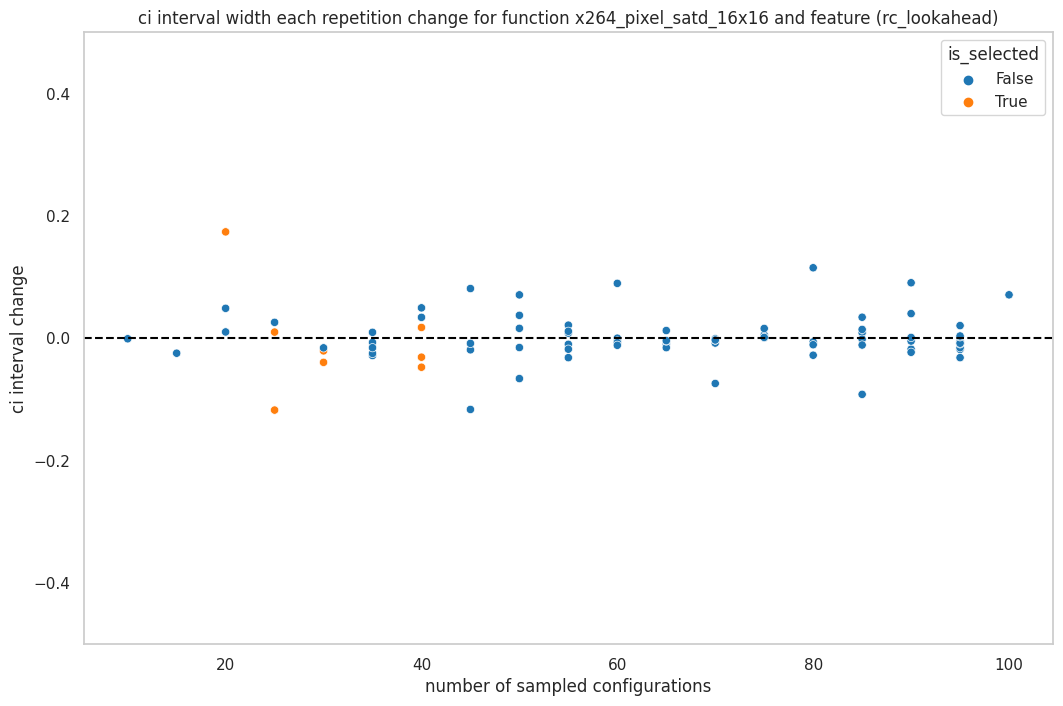 ci interval width each repetition change for function x264_pixel_satd_16x16 and feature (rc_lookahead)
is_selected
False
True
0.4
0.2
0.0
−0.2
−0.4
ci interval change
20
40
60
80
100
number of sampled configurations